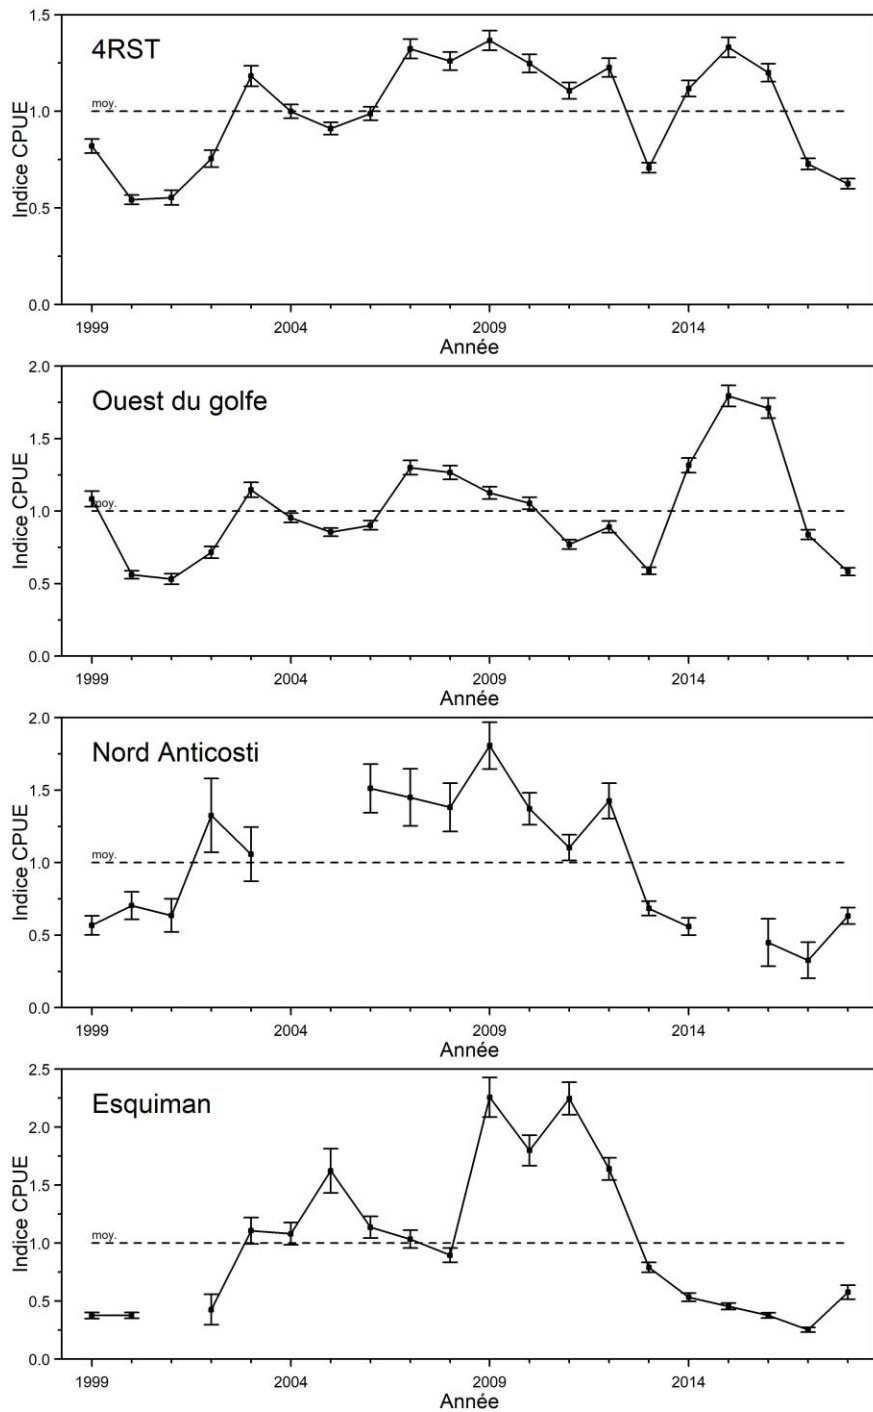 4RST
Indice CPUE
1.5
1.0
0.5
0.0
moy.
1999
2004
2009
2014
Année
Ouest du golfe
Indice CPUE
2.0
1.5
1.0
0.5
0.0
moy.
1999
2004
2009
2014
Année
Nord Anticosti
Indice CPUE
2.0
1.5
1.0
0.5
0.0
moy.
1999
2004
2009
2014
Année
Esquiman
Indice CPUE
2.5
2.0
1.5
1.0
0.5
0.0
moy.
1999
2004
2009
2014
Année